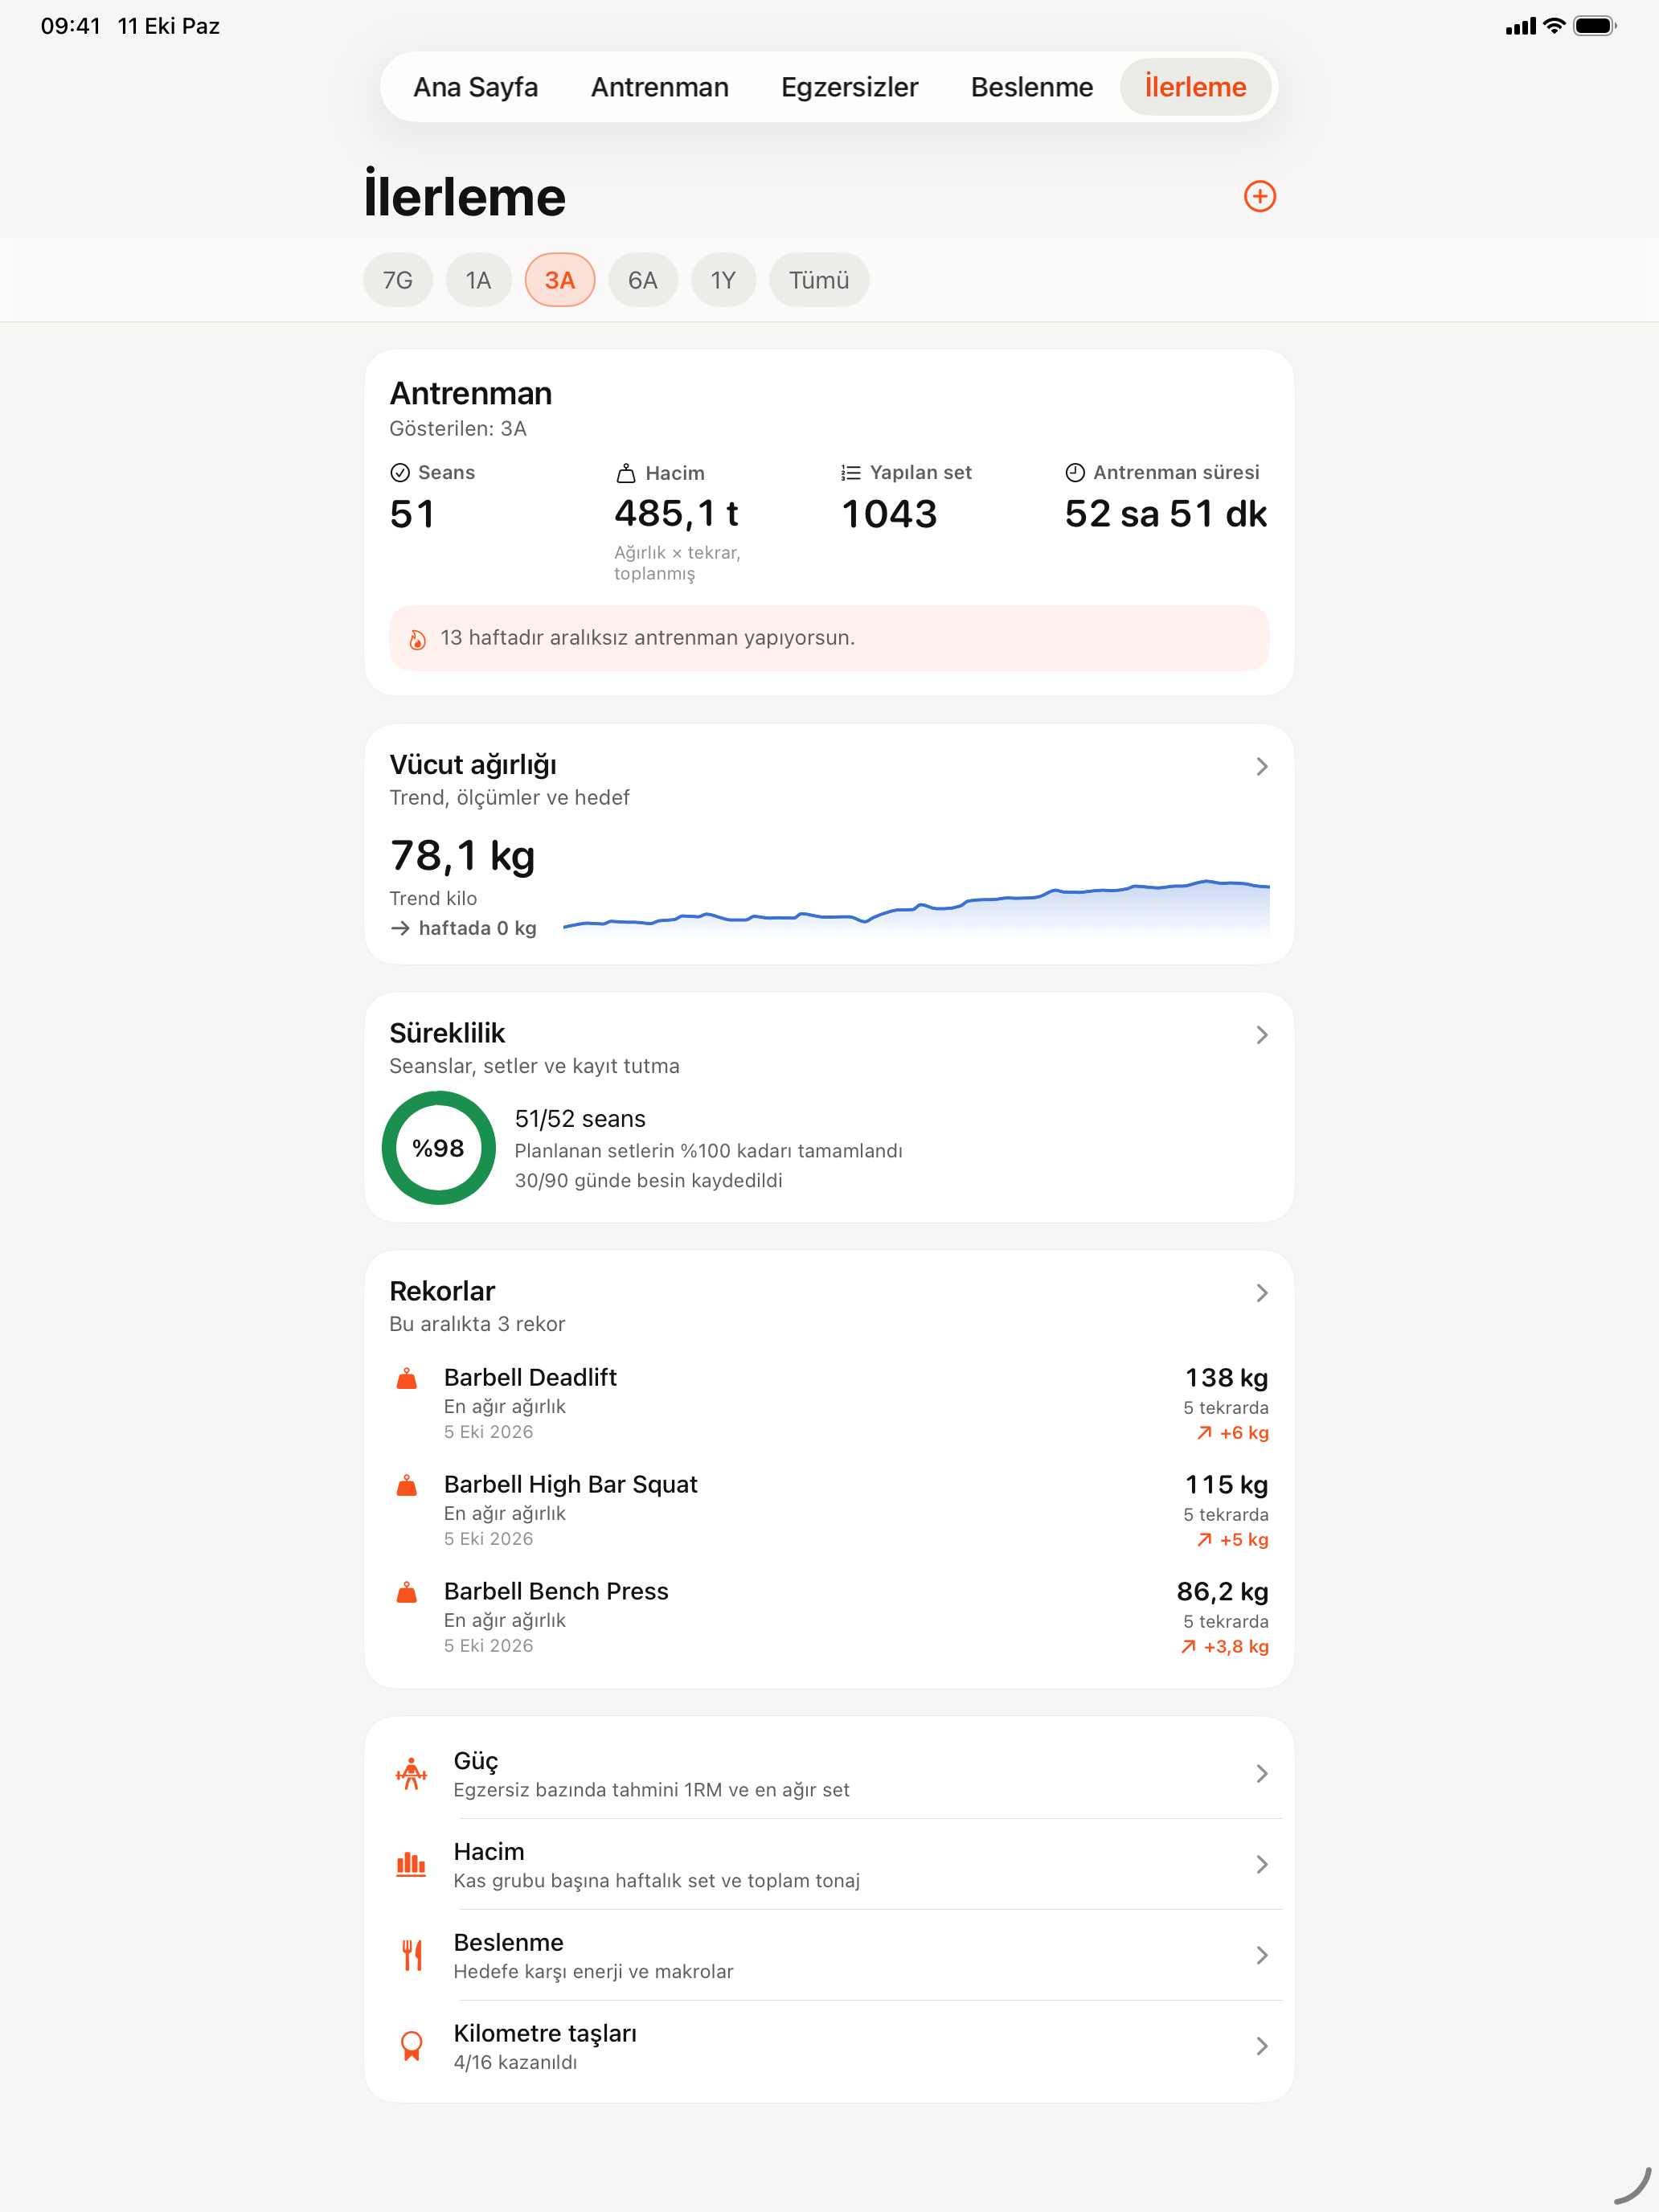 09:41 11 Eki Paz
Ana Sayfa Antrenman Egzersizler Beslenme İlerleme
İlerleme
7G 1A 3A 6A 1Y Tümü
Antrenman
Gösterilen: 3A
Seans Hacim Yapılan set Antrenman süresi
51 485,1 t 1043 52 sa 51 dk
Ağırlık × tekrar,
toplanmış
13 haftadır aralıksız antrenman yapıyorsun.
Vücut ağırlığı
Trend, ölçümler ve hedef
78,1 kg
Trend kilo
→ haftada 0 kg
Süreklilik
Seanslar, setler ve kayıt tutma
%98
51/52 seans
Planlanan setlerin %100 kadarı tamamlandı
30/90 günde besin kaydedildi
Rekorlar
Bu aralıkta 3 rekor
Barbell Deadlift 138 kg
En ağır ağırlık 5 tekrarda
5 Eki 2026 ↗ +6 kg
Barbell High Bar Squat 115 kg
En ağır ağırlık 5 tekrarda
5 Eki 2026 ↗ +5 kg
Barbell Bench Press 86,2 kg
En ağır ağırlık 5 tekrarda
5 Eki 2026 ↗ +3,8 kg
Güç
Egzersiz bazında tahmini 1RM ve en ağır set
Hacim
Kas grubu başına haftalık set ve toplam tonaj
Beslenme
Hedefe karşı enerji ve makrolar
Kilometre taşları
4/16 kazanıldı